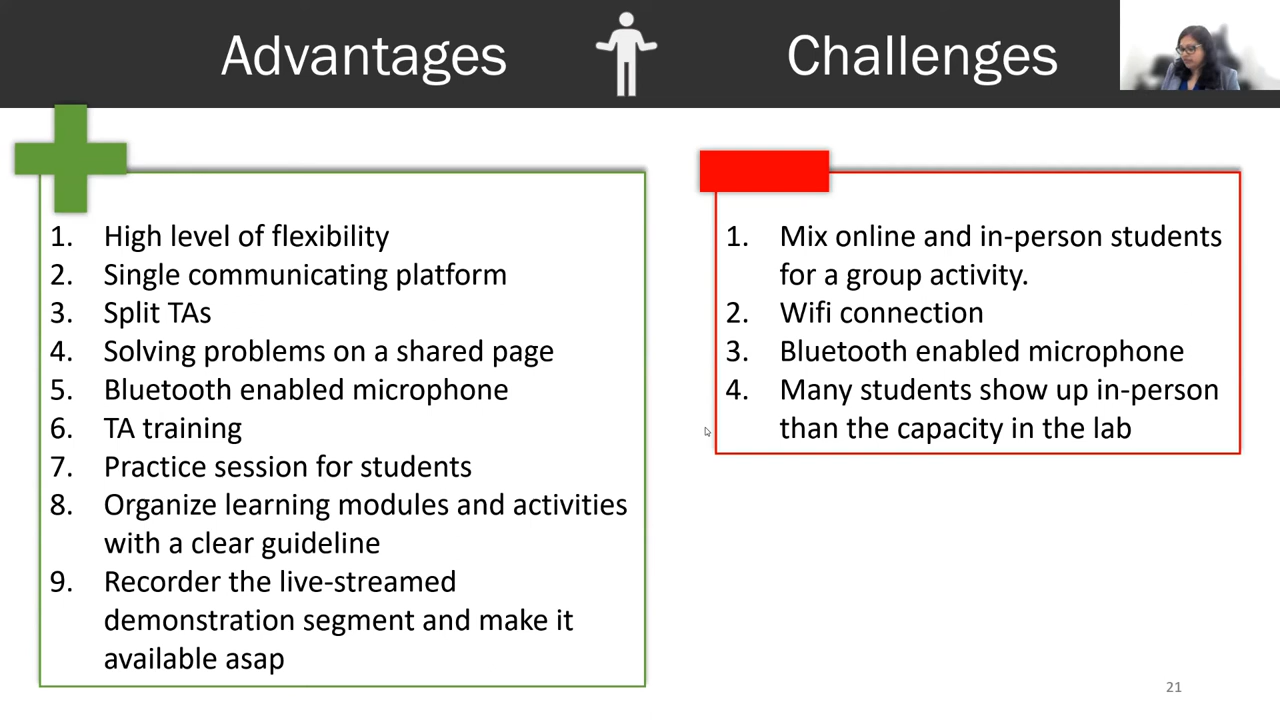 Advantages
Challenges
1. High level of flexibility
2. Single communicating platform
3. Split TAs
4. Solving problems on a shared page
5. Bluetooth enabled microphone
6. TA training
7. Practice session for students
8. Organize learning modules and activities
with a clear guideline
9. Recorder the live-streamed
demonstration segment and make it
available asap
1. Mix online and in-person students
for a group activity.
2. Wifi connection
3. Bluetooth enabled microphone
4. Many students show up in-person
than the capacity in the lab
21